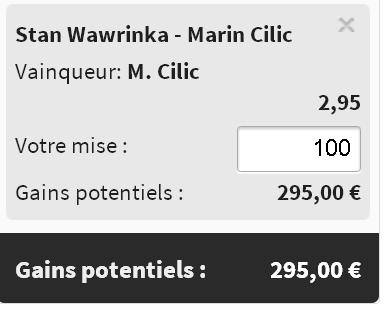 Stan Wawrinka - Marin Cilic ×
Vainqueur: M. Cilic
2,95
Votre mise : 100
Gains potentiels : 295,00 €
Gains potentiels : 295,00 €